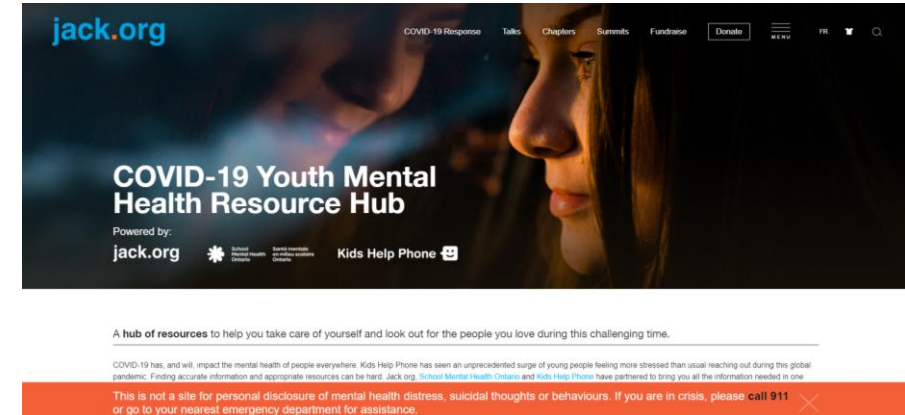 jack.org
COVID-19 Response Talks Chapters Summits Fundraise Donate MENU FR
COVID-19 Youth Mental
Health Resource Hub
Powered by:
jack.org School Mental Health Ontario Santé mentale en milieu scolaire Ontario Kids Help Phone
A hub of resources to help you take care of yourself and look out for the people you love during this challenging time.
COVID-19 has, and will, impact the mental health of people everywhere. Kids Help Phone has seen an unprecedented surge of young people feeling more stressed than usual reaching out during this global
pandemic. Finding accurate information and appropriate resources can be hard. Jack.org, School Mental Health Ontario and Kids Help Phone have partnered to bring you all the information needed in one
This is not a site for personal disclosure of mental health distress, suicidal thoughts or behaviours. If you are in crisis, please call 911
or go to your nearest emergency department for assistance.